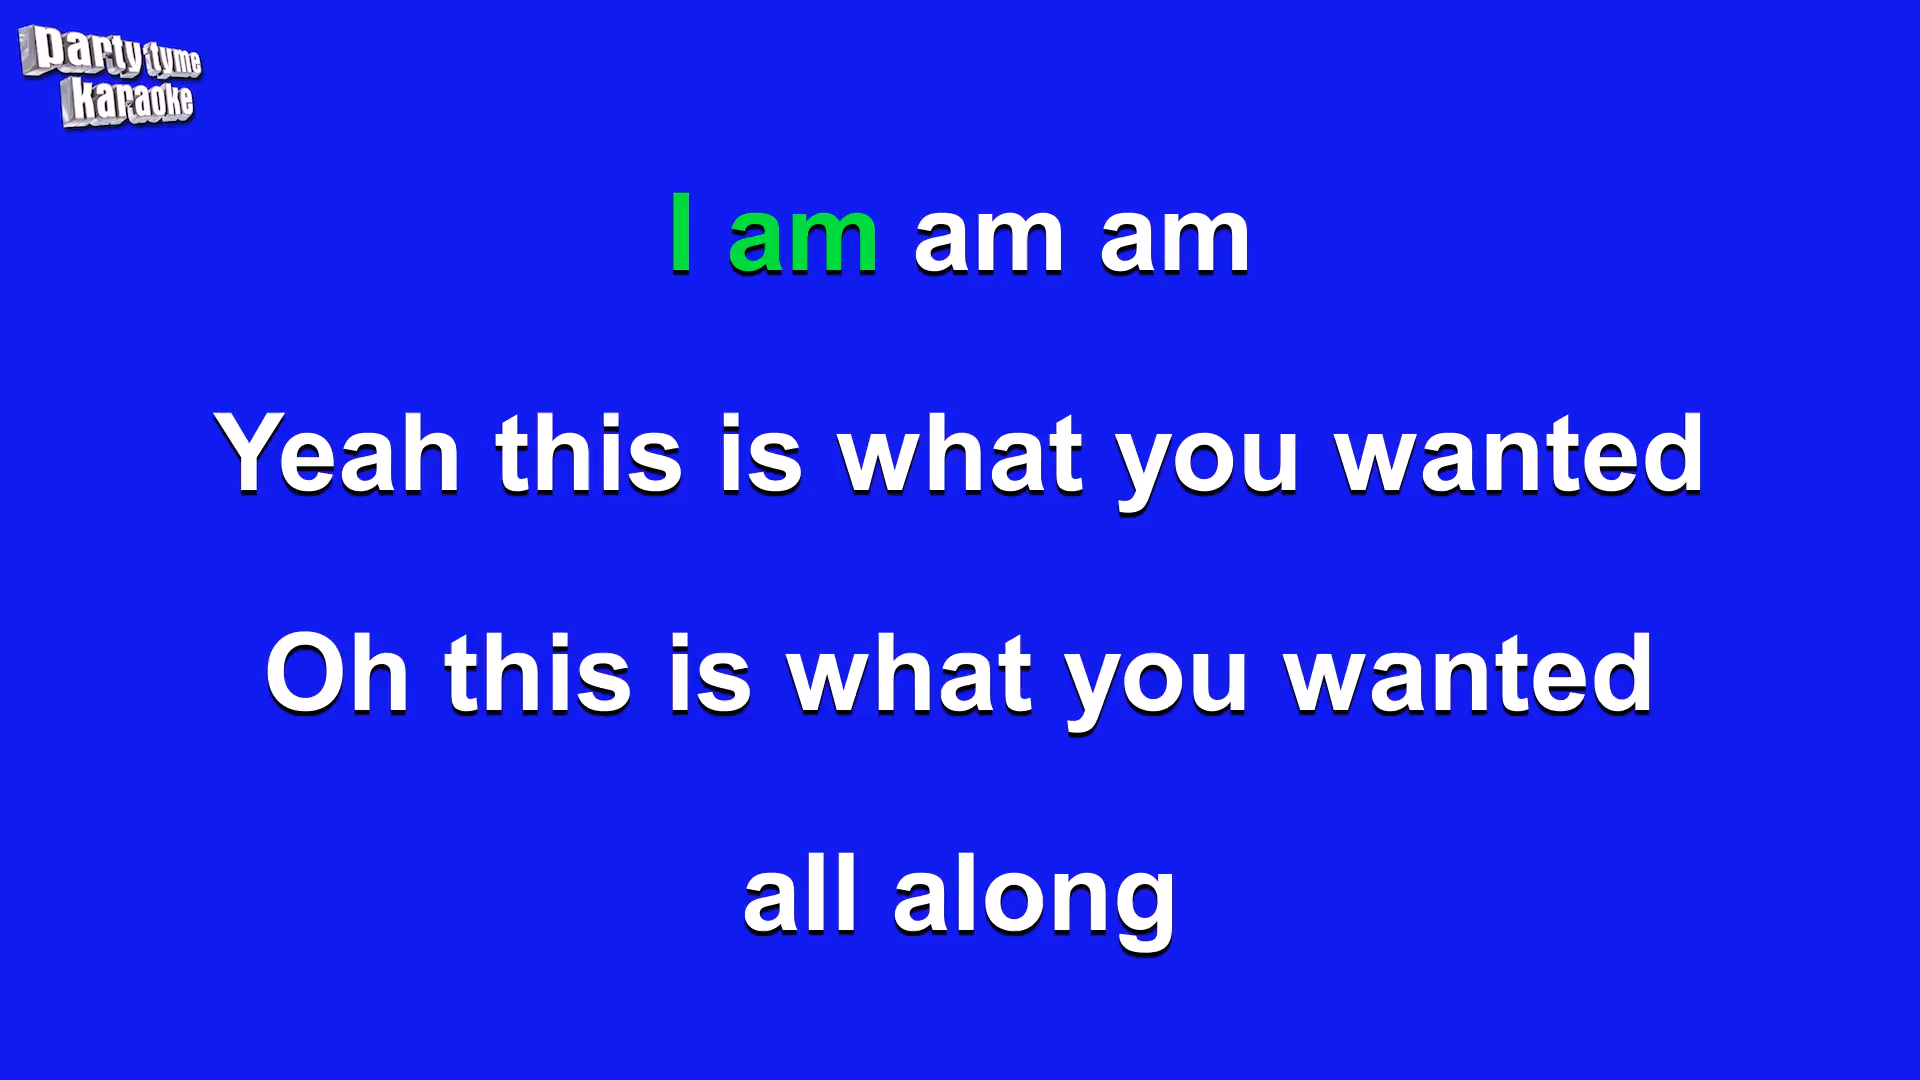 party tyme
karaoke
I am am am
Yeah this is what you wanted
Oh this is what you wanted
all along